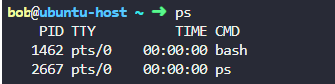 bob@ubuntu-host ~ ➜ ps
PID TTY TIME CMD
1462 pts/0 00:00:00 bash
2667 pts/0 00:00:00 ps